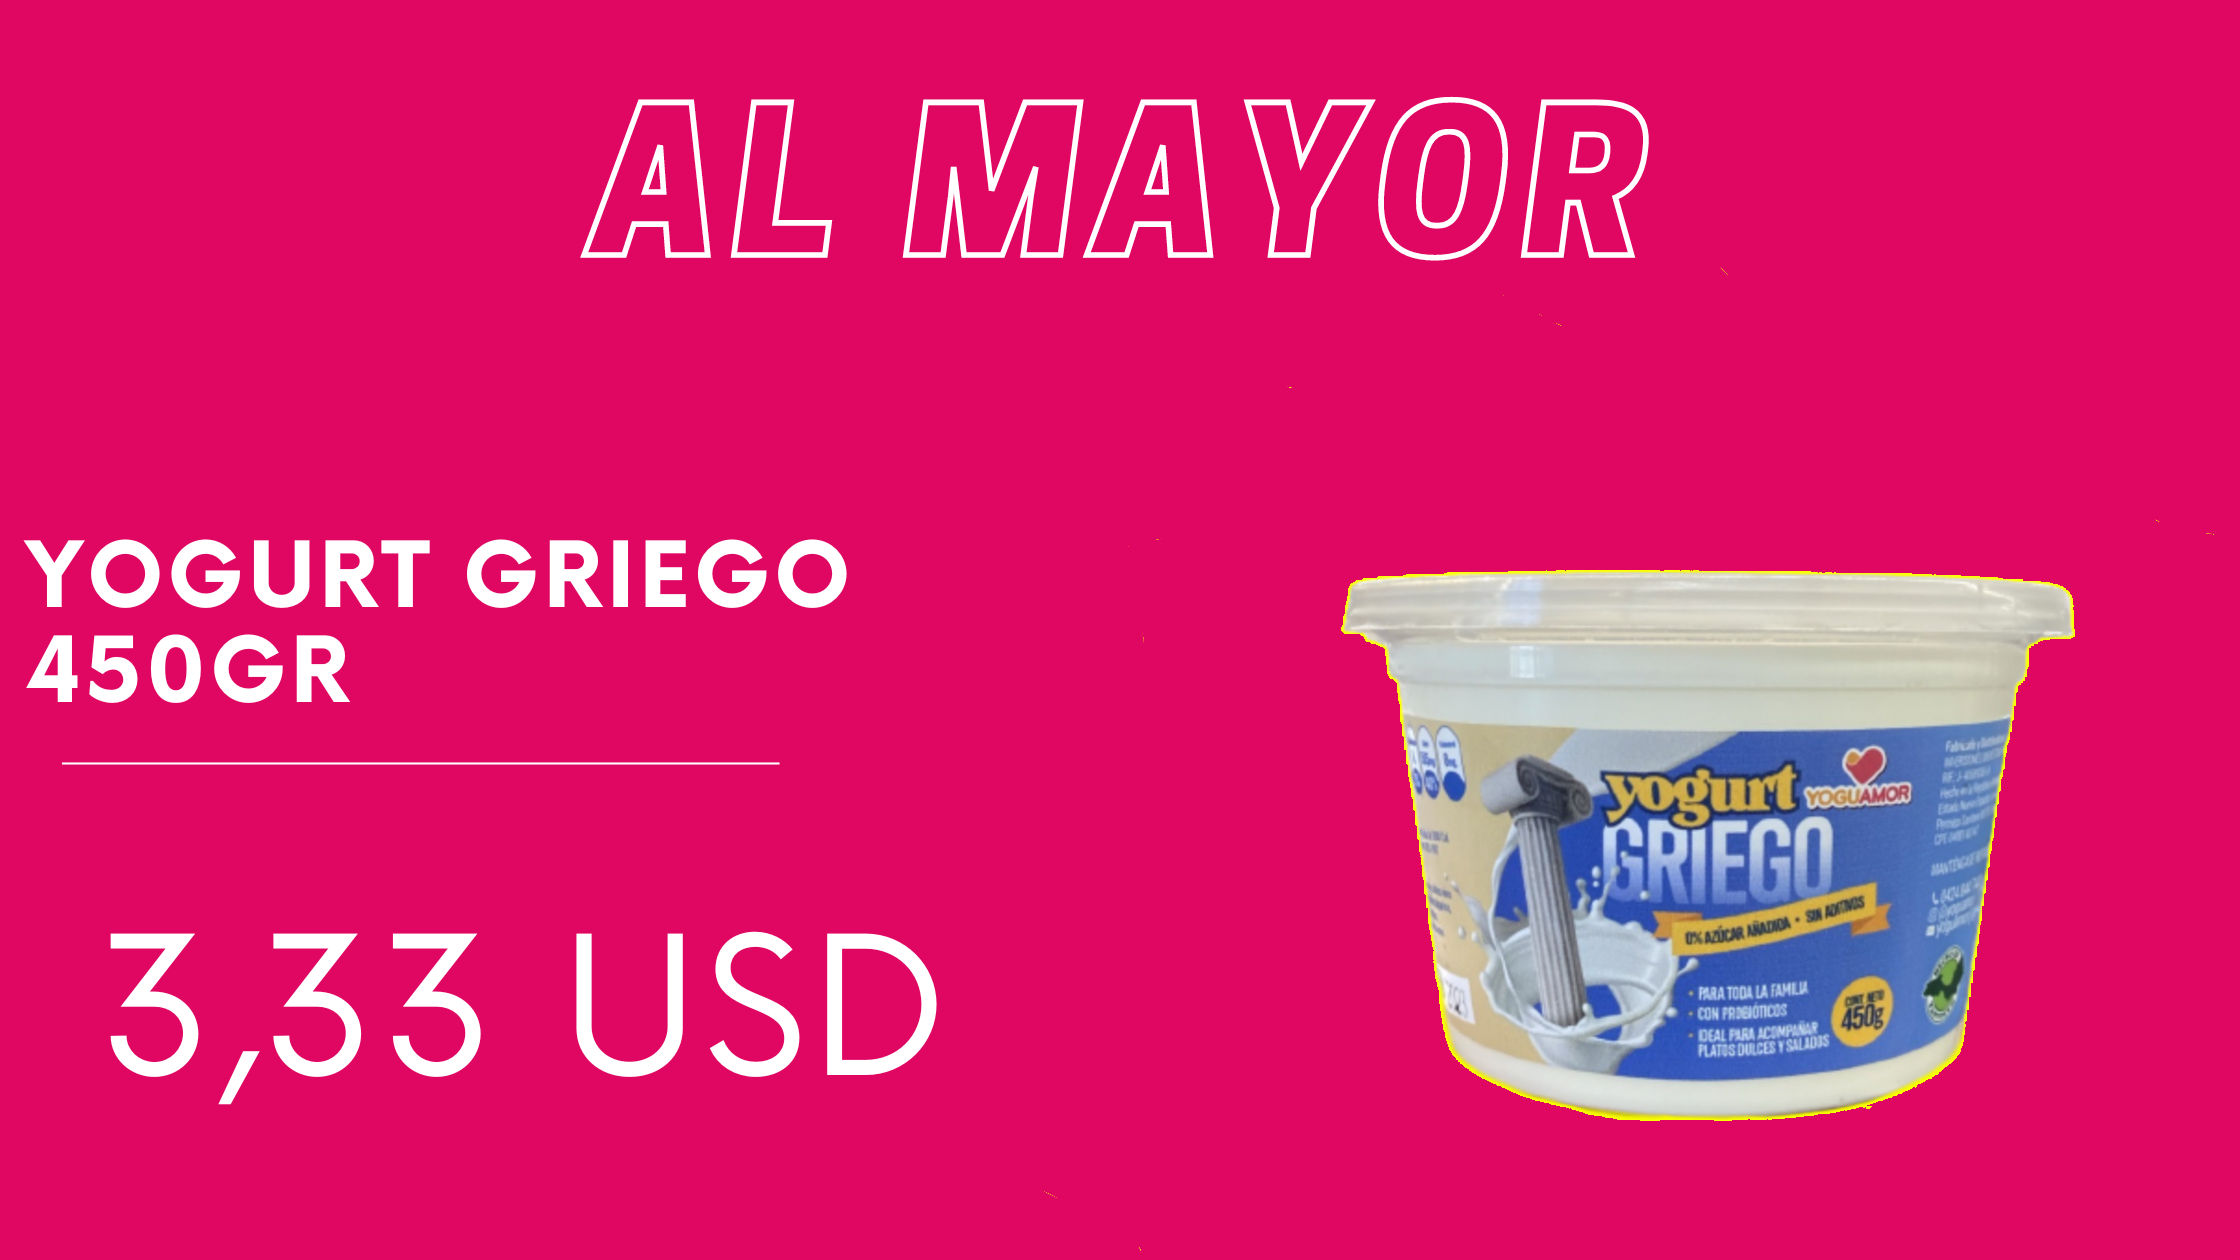 AL MAYOR
YOGURT GRIEGO
450GR
3,33 USD
yogurt
YOGUAMOR
GRIEGO
0% AZÚCAR AÑADIDA • SIN ADITIVOS
• PARA TODA LA FAMILIA
• CON PROBIÓTICOS
• IDEAL PARA ACOMPAÑAR
PLATOS DULCES Y SALADOS
CONT. NETO
450g